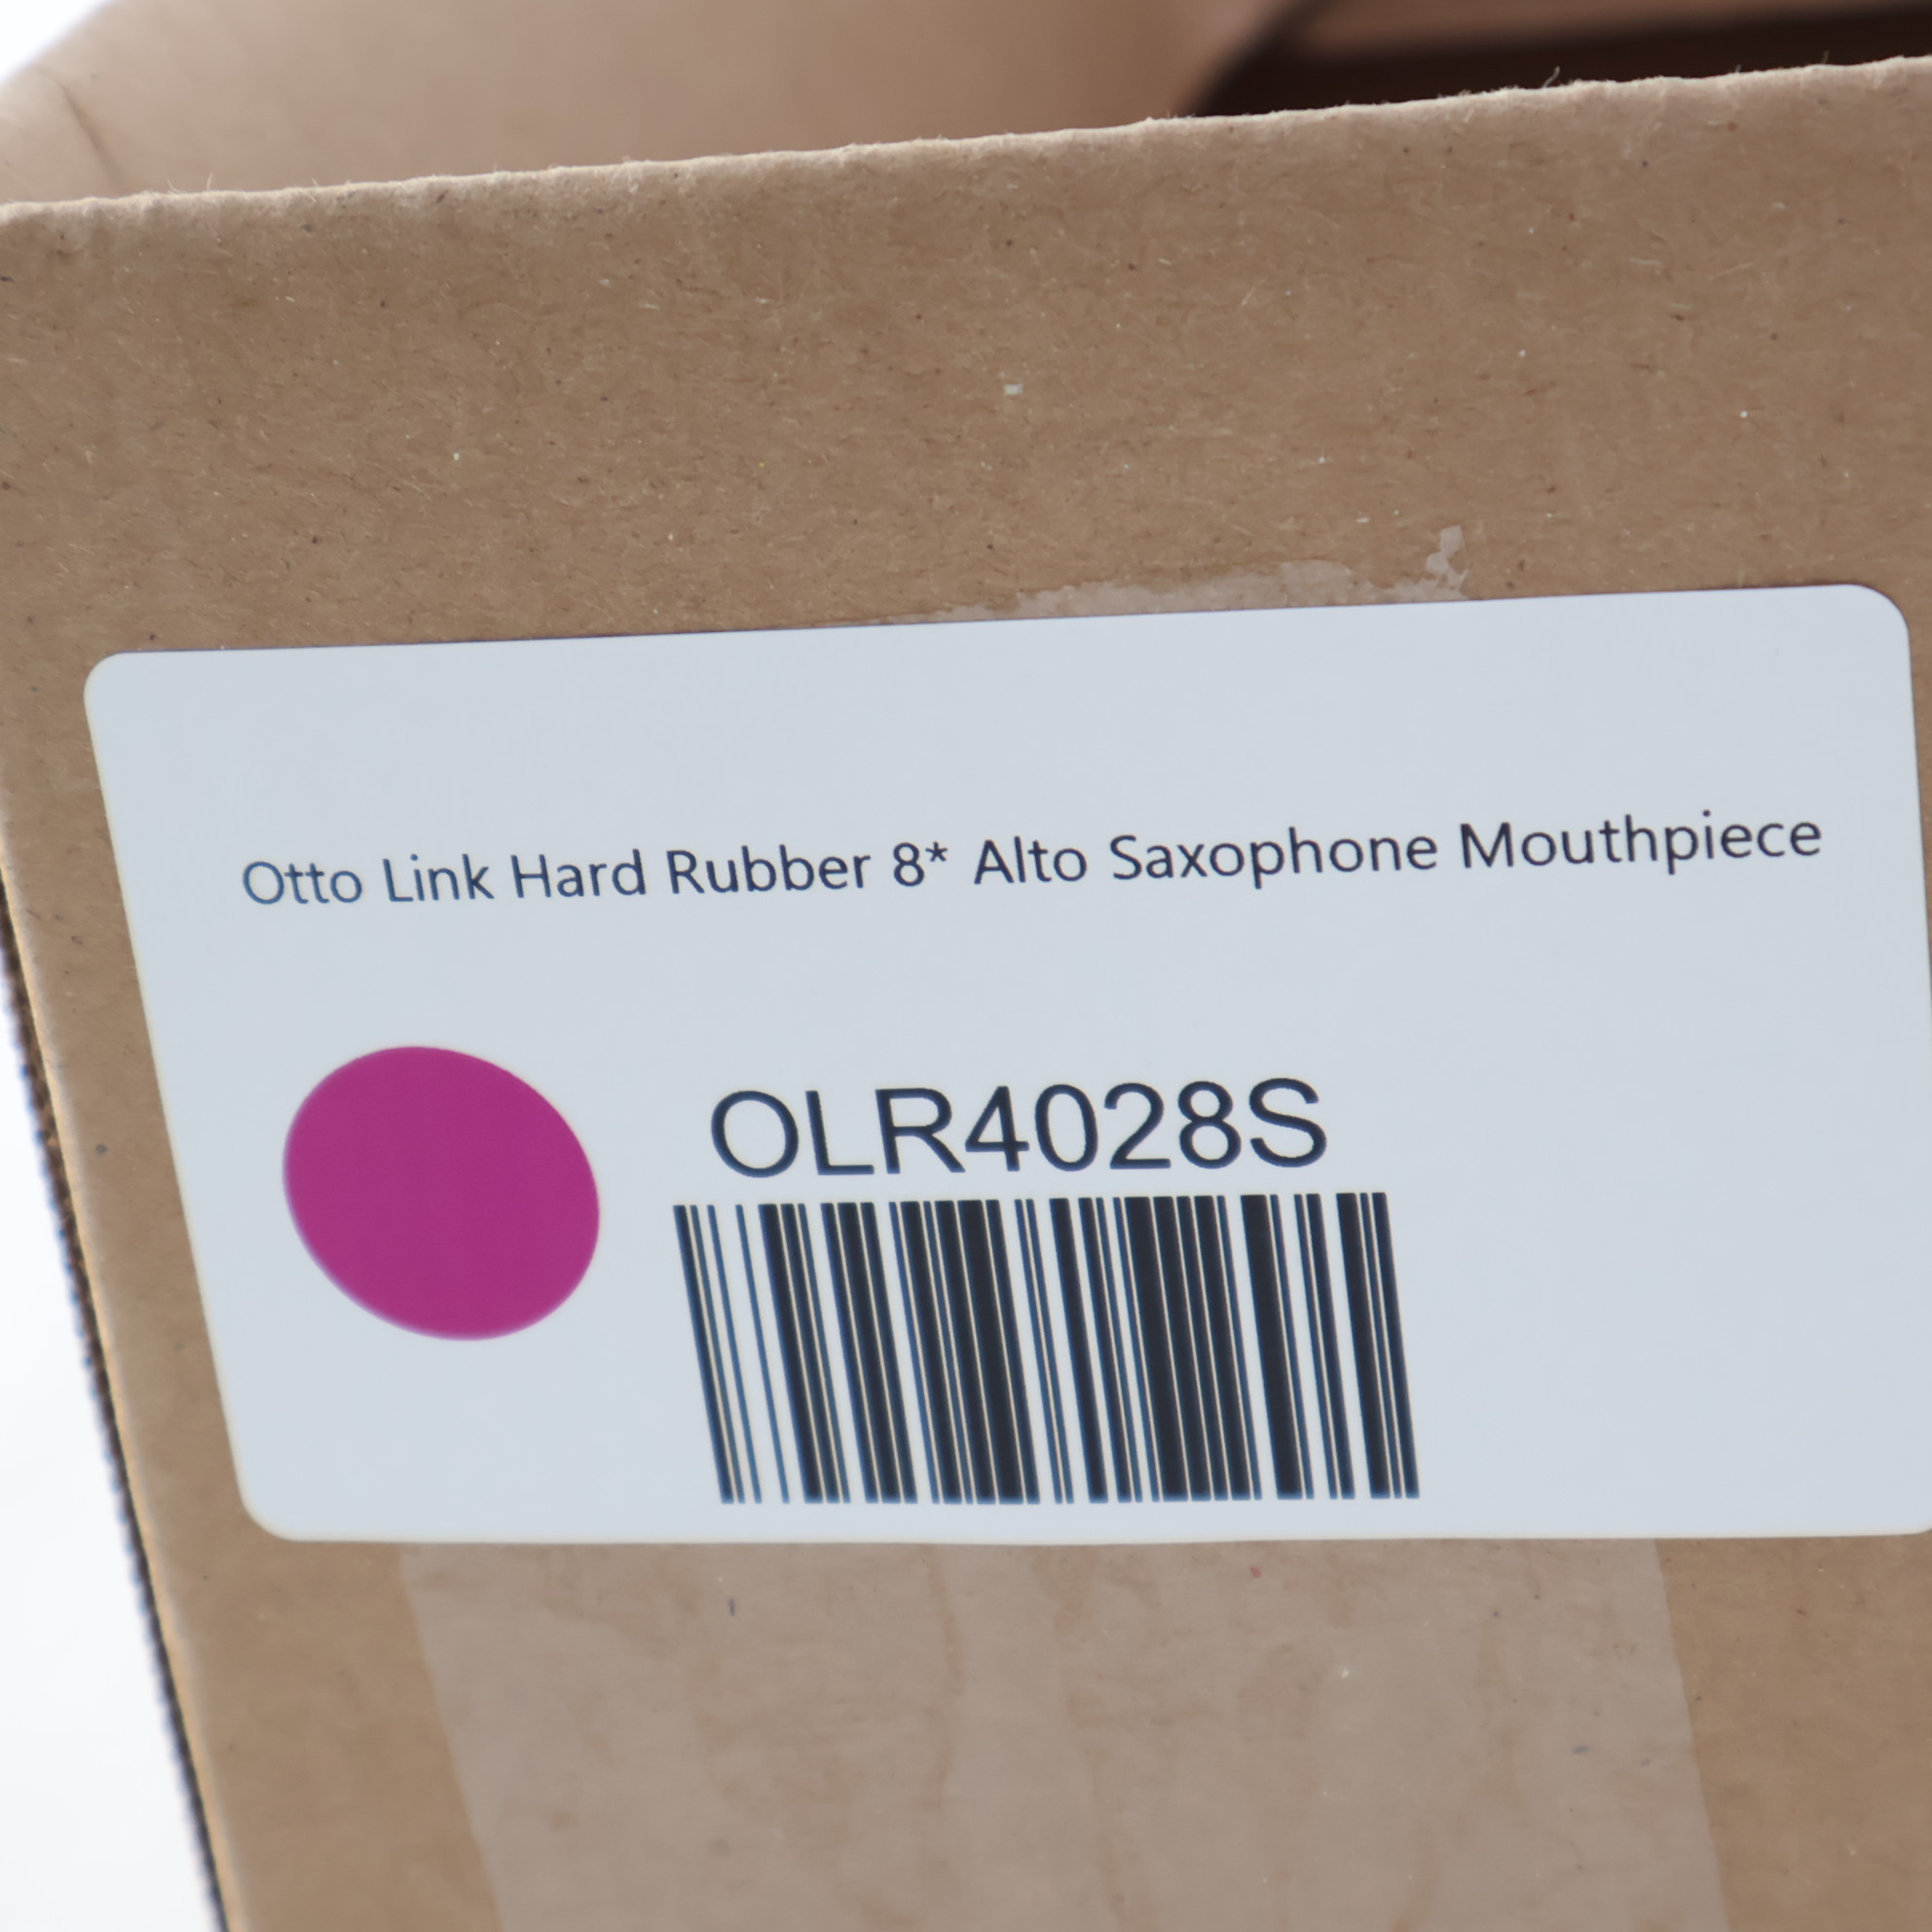 Otto Link Hard Rubber 8* Alto Saxophone Mouthpiece
OLR4028S